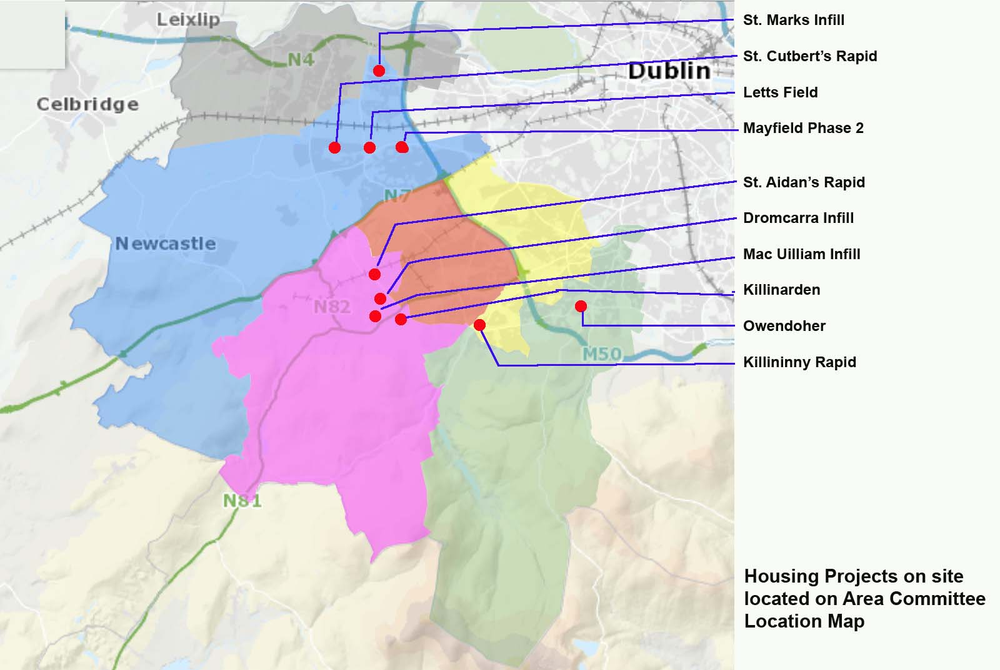 Leixlip
St. Marks Infill
N4
St. Cutbert’s Rapid
Dublin
Letts Field
Celbridge
Mayfield Phase 2
St. Aidan’s Rapid
N7
Dromcarra Infill
Newcastle
Mac Uilliam Infill
Killinarden
N82
Owendoher
M50
Killininny Rapid
N81
Housing Projects on site
located on Area Committee
Location Map